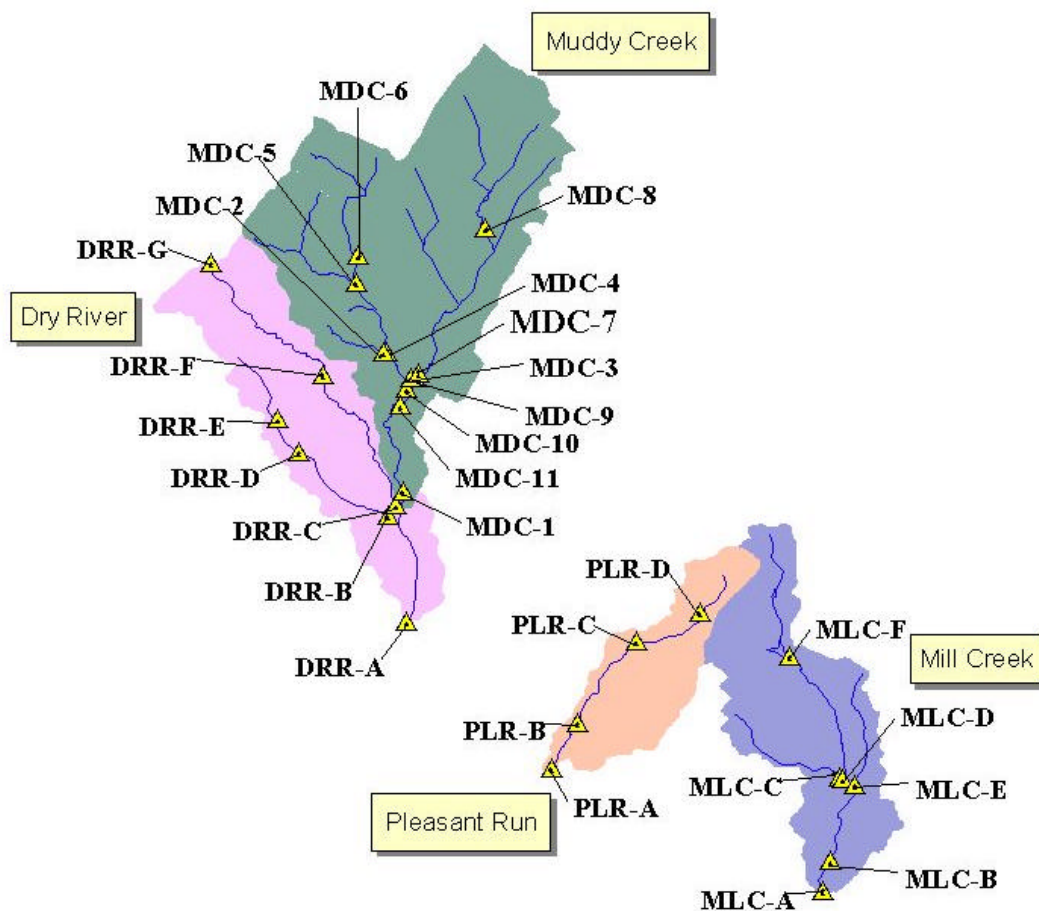 Muddy Creek
MDC-6
MDC-5
MDC-2
MDC-8
DRR-G
MDC-4
Dry River
MDC-7
DRR-F
MDC-3
MDC-9
DRR-E
MDC-10
DRR-D
MDC-11
DRR-C
MDC-1
DRR-B
PLR-D
PLR-C
MLC-F
DRR-A
Mill Creek
MLC-D
PLR-B
MLC-C
MLC-E
PLR-A
Pleasant Run
MLC-B
MLC-A